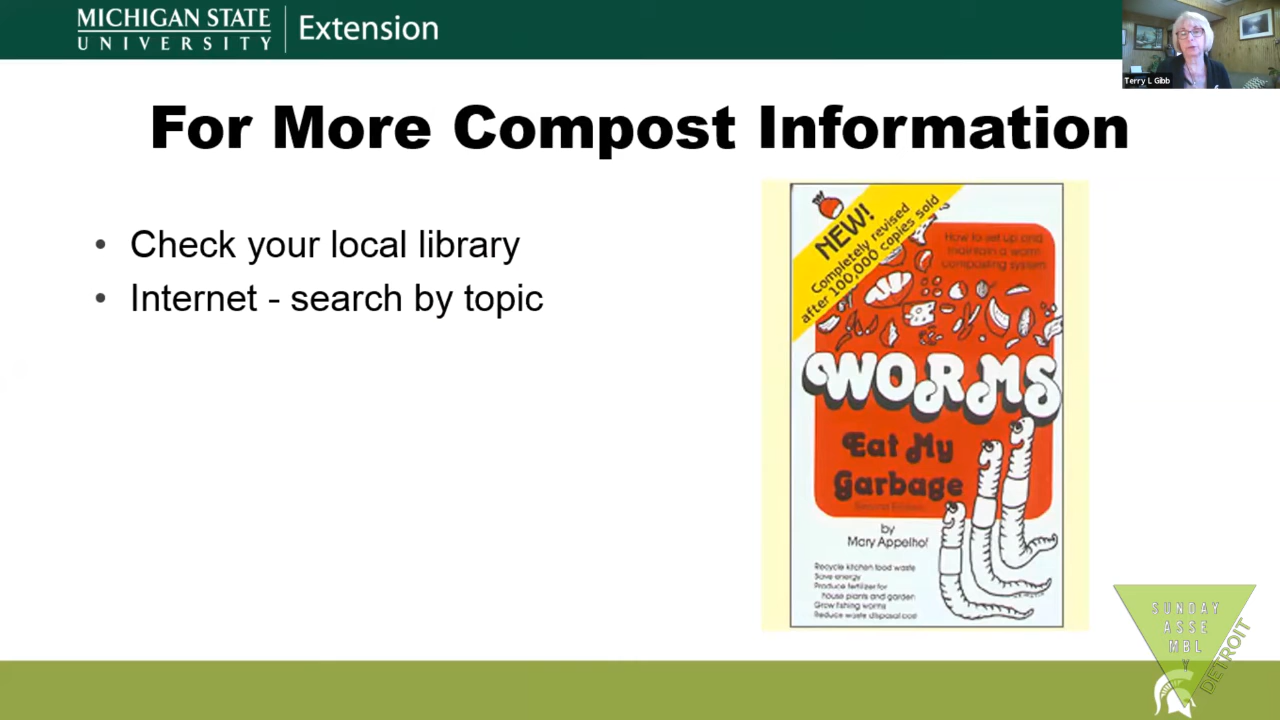 MICHIGAN STATE
UNIVERSITY
Extension
Terry L Gibb
For More Compost Information
• Check your local library
• Internet - search by topic
NEW!
Completely revised
after 100,000 copies sold
How to set up and
maintain a worm
composting system
WORMS
Eat My
Garbage
by
Mary Appelhof
Recycle kitchen food waste
Save energy
Produce fertilizer for
house plants and garden
Grow fishing worms
Reduce waste disposal cost
SUNDAY
ASSE
MBL
Y
DETROIT